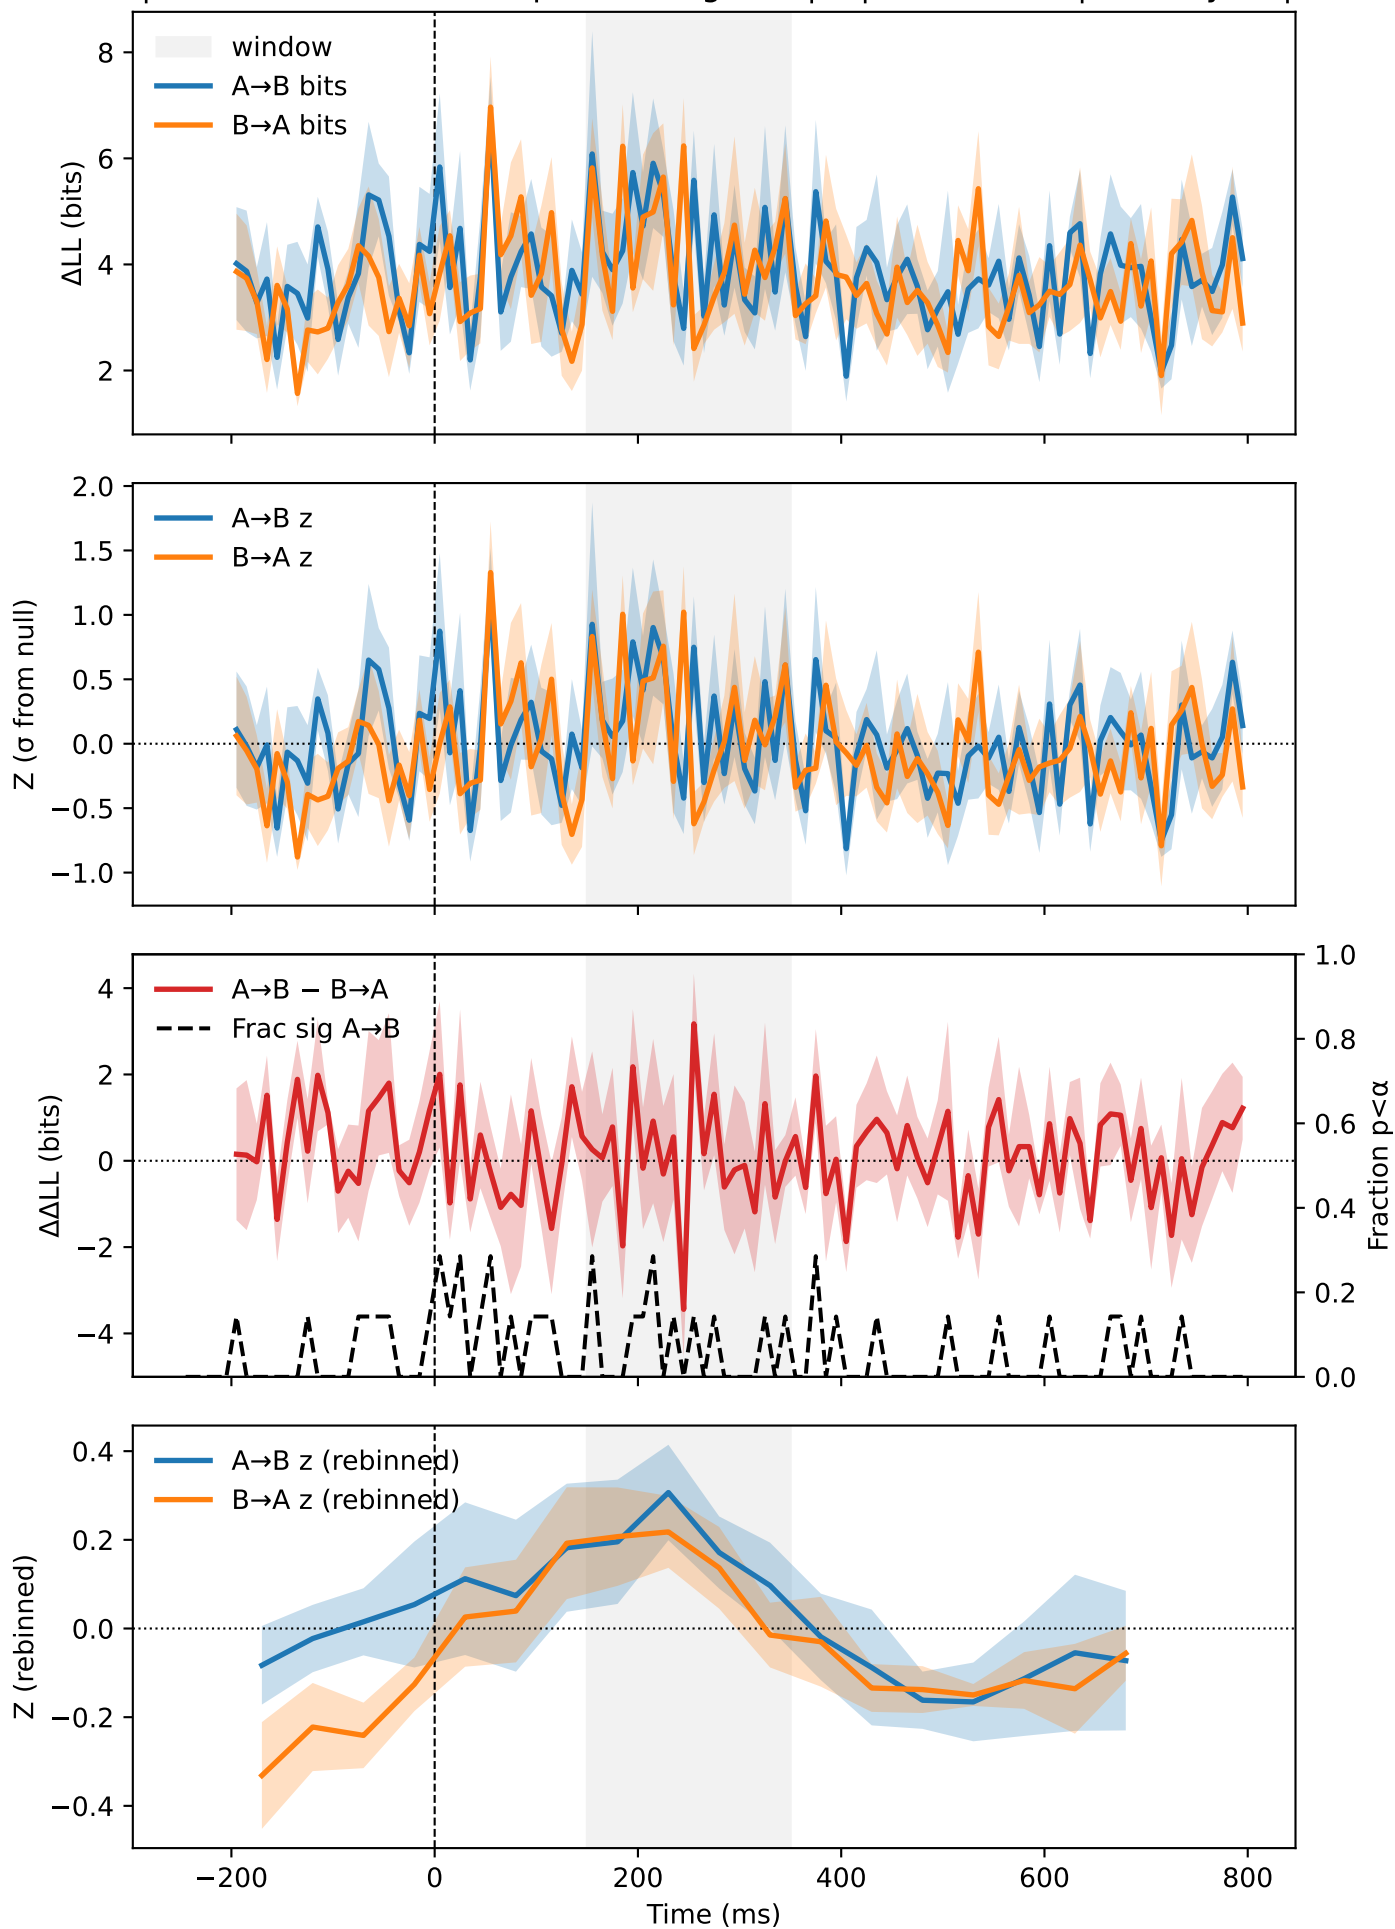 8
6
4
2
ΔLL (bits)
window
A→B bits
B→A bits
2.0
1.5
1.0
0.5
0.0
−0.5
−1.0
Z (σ from null)
A→B z
B→A z
4
2
0
−2
−4
ΔΔLL (bits)
A→B − B→A
Frac sig A→B
1.0
0.8
0.6
0.4
0.2
0.0
Fraction p<α
0.4
0.2
0.0
−0.2
−0.4
Z (rebinned)
A→B z (rebinned)
B→A z (rebinned)
−200 0 200 400 600 800
Time (ms)